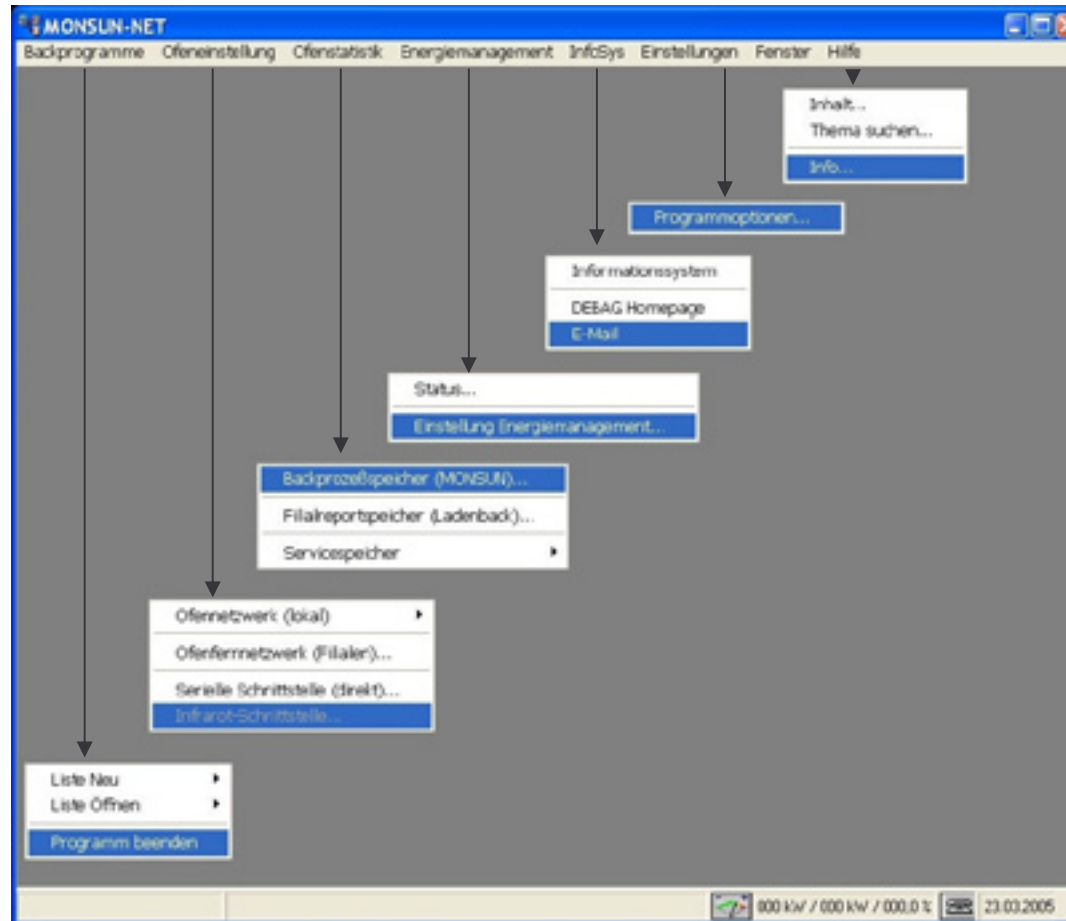 MONSUN-NET
Backprogramme Ofeneinstellung Ofenstatistik Energiemanagement InfoSys Einstellungen Fenster Hilfe
Inhalt...
Thema suchen...
Info...
Programmoptionen...
Informationssystem
DEBAG Homepage
E-Mail
Status...
Einstellung Energiemanagement...
Backprozeßspeicher (MONSUN)...
Filialreportspeicher (Ladenback)...
Servicespeicher
Ofennetzwerk (lokal)
Ofenfernnetzwerk (Filialen)...
Serielle Schnittstelle (direkt)...
Infrarot-Schnittstelle...
Liste Neu
Liste Öffnen
Programm beenden
000 kW / 000 kW / 000,0 % 23.03.2005